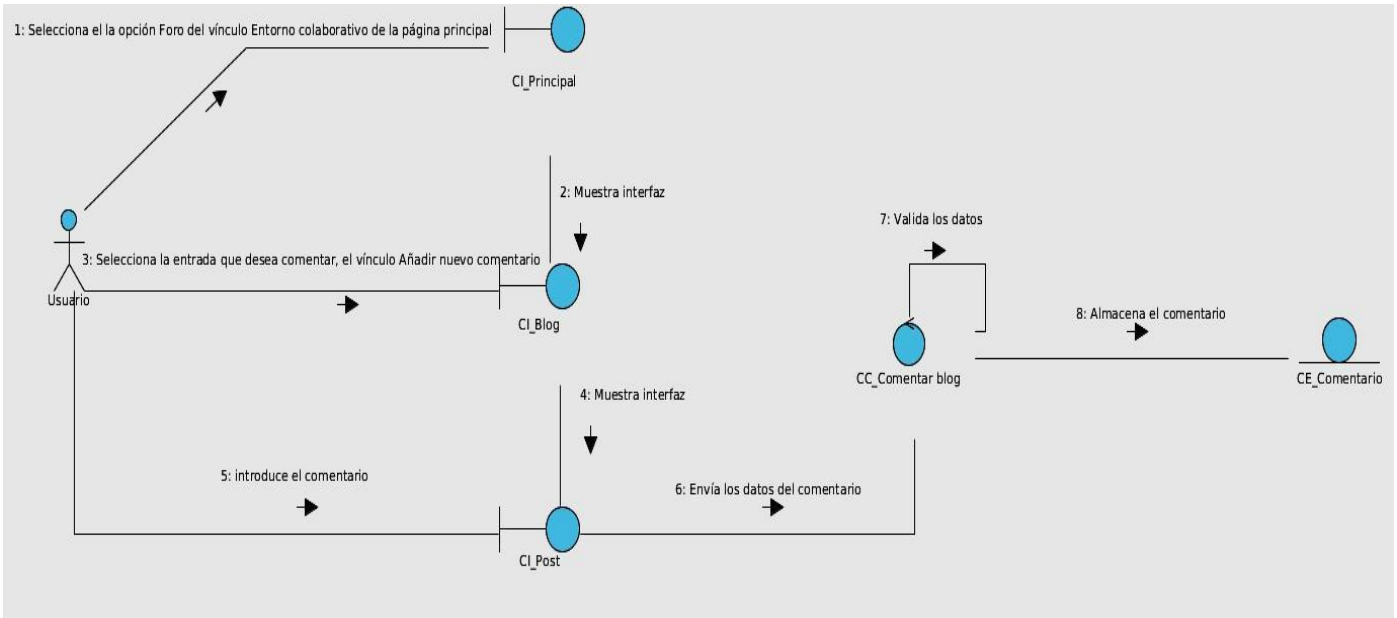 1: Selecciona el la opción Foro del vínculo Entorno colaborativo de la página principal
CI_Principal
2: Muestra interfaz
7: Valida los datos
3: Selecciona la entrada que desea comentar, el vínculo Añadir nuevo comentario
Usuario
8: Almacena el comentario
CI_Blog
CC_Comentar blog
CE_Comentario
4: Muestra interfaz
5: introduce el comentario
6: Envía los datos del comentario
CI_Post